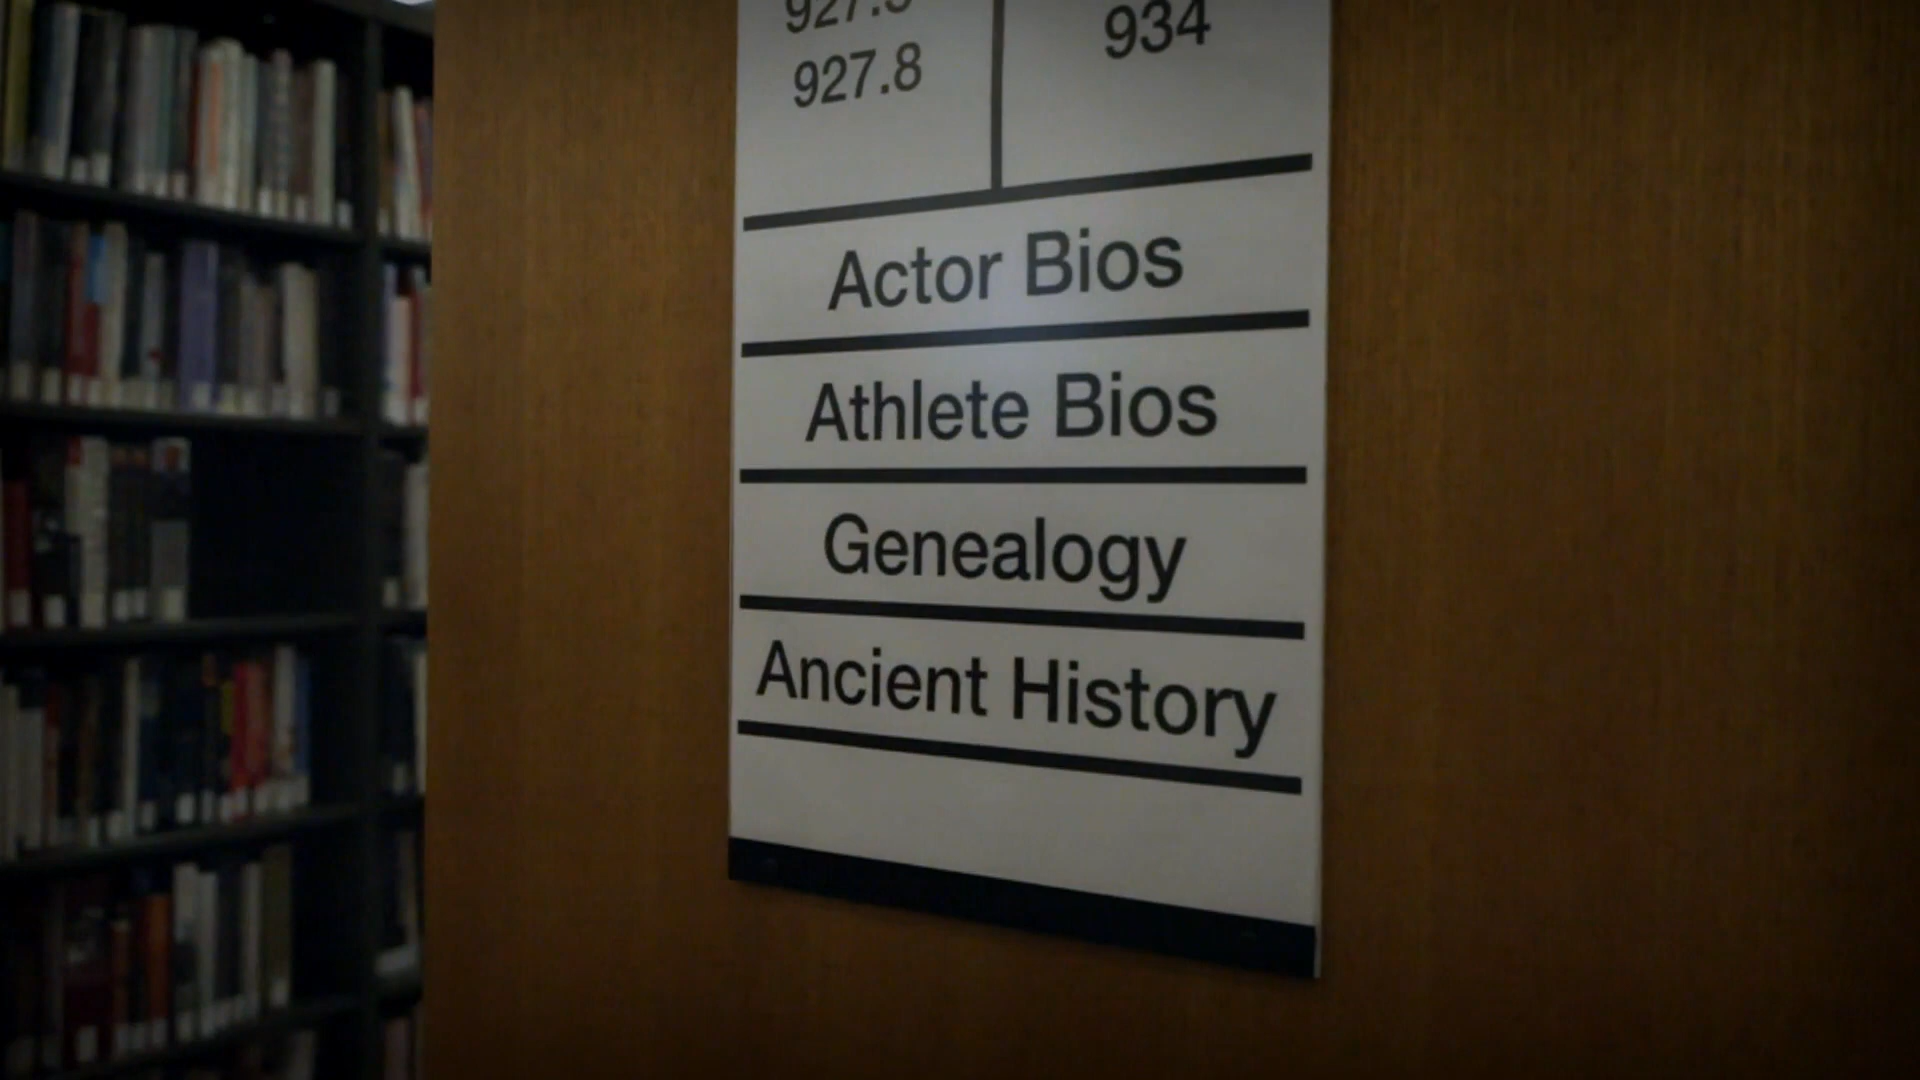 927.8
934
Actor Bios
Athlete Bios
Genealogy
Ancient History